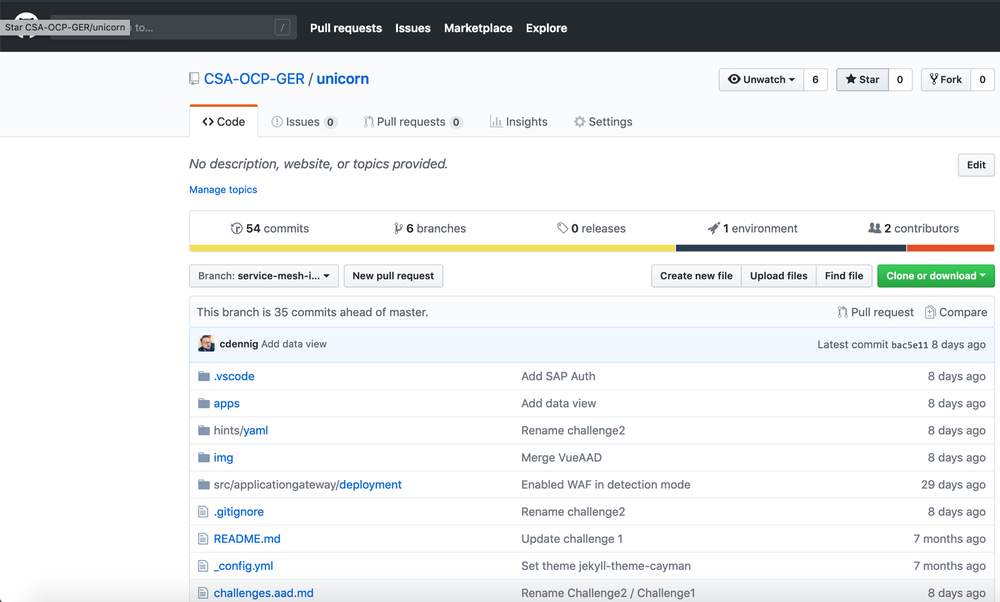 Star CSA-OCP-GER/unicorn to... / Pull requests Issues Marketplace Explore
CSA-OCP-GER / unicorn Unwatch 6 Star 0 Fork 0
Code Issues 0 Pull requests 0 Insights Settings
No description, website, or topics provided. Edit
Manage topics
54 commits 6 branches 0 releases 1 environment 2 contributors
Branch: service-mesh-i... New pull request Create new file Upload files Find file Clone or download
This branch is 35 commits ahead of master. Pull request Compare
cdennig Add data view Latest commit bac5e11 8 days ago
.vscode Add SAP Auth 8 days ago
apps Add data view 8 days ago
hints/yaml Rename challenge2 8 days ago
img Merge VueAAD 8 days ago
src/applicationgateway/deployment Enabled WAF in detection mode 29 days ago
.gitignore Rename challenge2 8 days ago
README.md Update challenge 1 7 months ago
_config.yml Set theme jekyll-theme-cayman 7 months ago
challenges.aad.md Rename Challenge2 / Challenge1 8 days ago